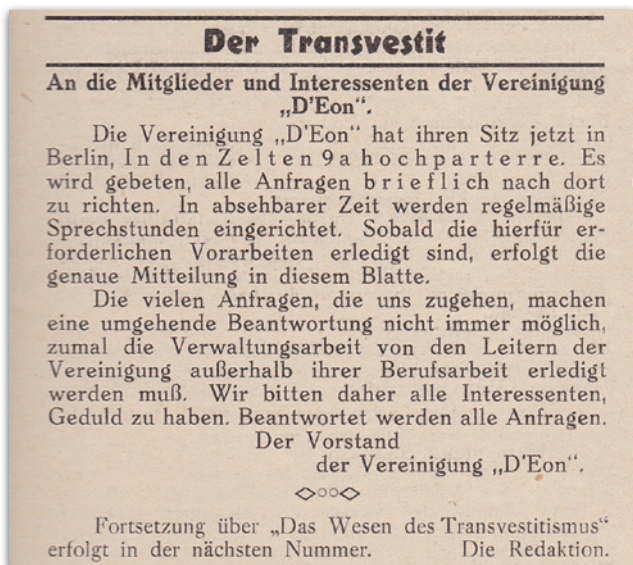 Der Transvestit
An die Mitglieder und Interessenten der Vereinigung
„D'Eon“.
Die Vereinigung „D'Eon“ hat ihren Sitz jetzt in
Berlin, In den Zelten 9a hochparterre. Es
wird gebeten, alle Anfragen brieflich nach dort
zu richten. In absehbarer Zeit werden regelmäßige
Sprechstunden eingerichtet. Sobald die hierfür er-
forderlichen Vorarbeiten erledigt sind, erfolgt die
genaue Mitteilung in diesem Blatte.
Die vielen Anfragen, die uns zugehen, machen
eine umgehende Beantwortung nicht immer möglich,
zumal die Verwaltungsarbeit von den Leitern der
Vereinigung außerhalb ihrer Berufsarbeit erledigt
werden muß. Wir bitten daher alle Interessenten,
Geduld zu haben. Beantwortet werden alle Anfragen.
Der Vorstand
der Vereinigung „D'Eon“.
Fortsetzung über „Das Wesen des Transvestitismus“
erfolgt in der nächsten Nummer. Die Redaktion.